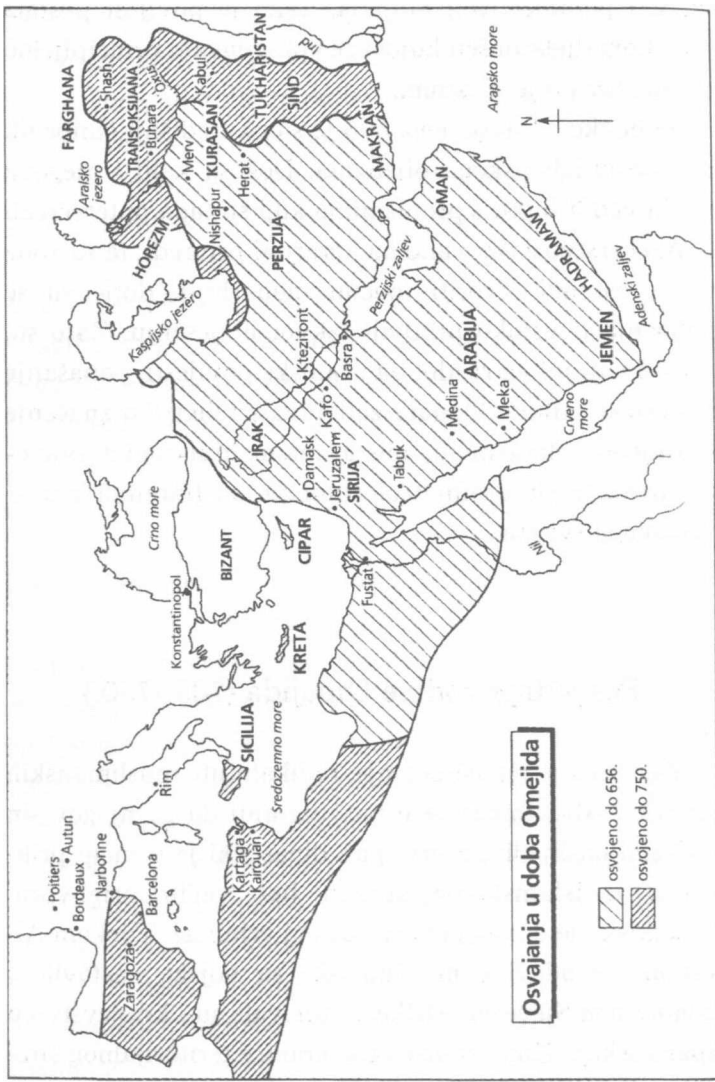 FARGHANA
Aralsko
jezero
Shash
TRANSOKSIJANA
Buhara
HOREZM
Kabul
Merv
KURASAN
TUKHARISTAN
SIND
Nishapur
Herat
Kaspijsko jezero
PERZIJA
MAKRAN
Arapsko more
N
Crno more
Ktezifont
Kafo
Basra
Perzijski zaljev
OMAN
IRAK
Damask
Jeruzalem
SIRIJA
Tabuk
Medina
ARABIJA
Meka
HADRAMAWT
JEMEN
Adenski zaljev
Crveno
more
BIZANT
Konstantinopol
CIPAR
Fustat
Nil
KRETA
SICILIJA
Sredozemno more
Rim
Poitiers
Autun
Bordeaux
Narbonne
Barcelona
Zaragoza
Kartaga
Kairouan
Osvajanja u doba Omejida
osvojeno do 656.
osvojeno do 750.